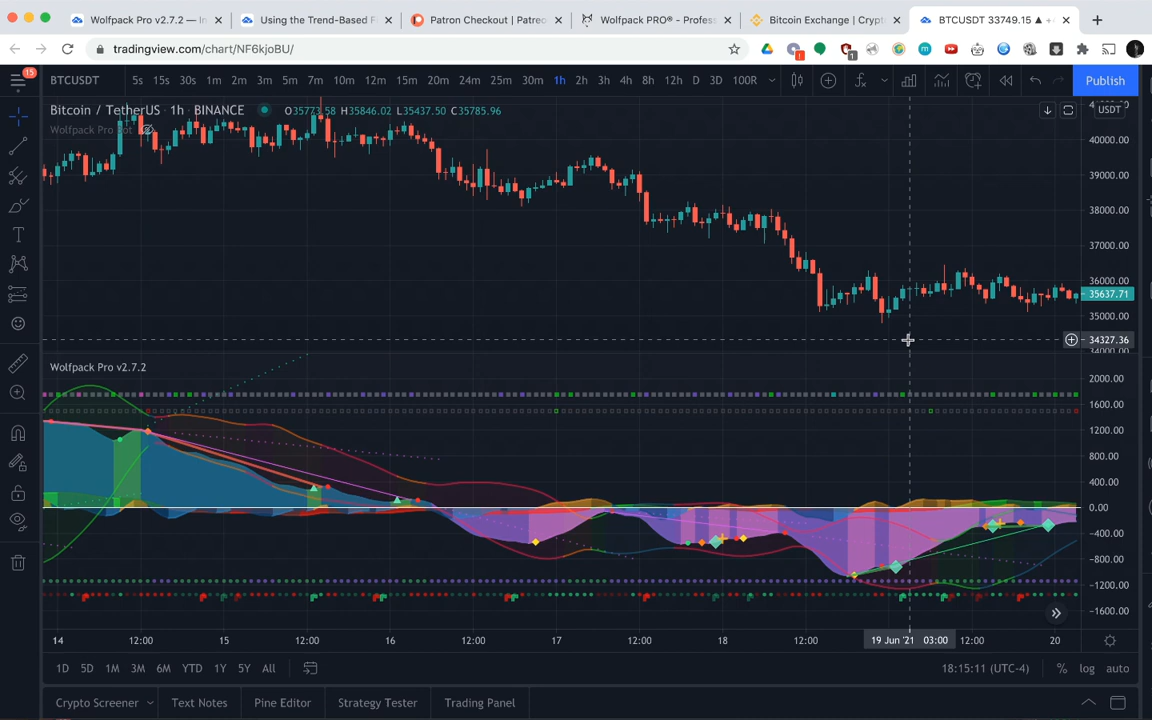 Wolfpack Pro v2.7.2 — In
Using the Trend-Based F
Patron Checkout | Patreo
Wolfpack PRO® - Profess
Bitcoin Exchange | Crypt
BTCUSDT 33749.15 ▲
tradingview.com/chart/NF6kjoBU/
15
BTCUSDT 5s 15s 30s 1m 2m 3m 5m 7m 10m 12m 15m 20m 24m 25m 30m 1h 2h 3h 4h 8h 12h D 3D 100R Publish
Bitcoin / TetherUS · 1h · BINANCE O35773.58 H35846.02 L35437.50 C35785.96 USDT
Wolfpack Pro Bot
40000.00
39000.00
38000.00
37000.00
36000.00
35637.71
35000.00
34327.36
34000.00
Wolfpack Pro v2.7.2
2000.00
1600.00
1200.00
800.00
400.00
0.00
-400.00
-800.00
-1200.00
-1600.00
14 12:00 15 12:00 16 12:00 17 12:00 18 12:00 19 Jun '21 03:00 12:00 20
1D 5D 1M 3M 6M YTD 1Y 5Y All 18:15:11 (UTC-4) % log auto
Crypto Screener Text Notes Pine Editor Strategy Tester Trading Panel